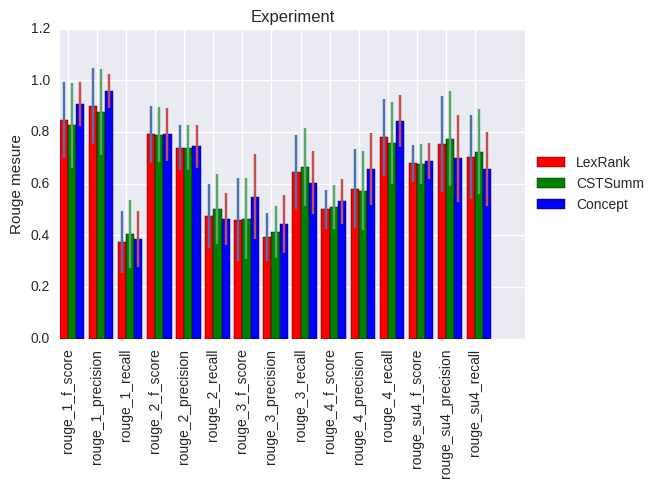 Experiment
1.2
1.0
0.8
0.6
0.4
0.2
0.0
Rouge mesure
rouge_1_f_score
rouge_1_precision
rouge_1_recall
rouge_2_f_score
rouge_2_precision
rouge_2_recall
rouge_3_f_score
rouge_3_precision
rouge_3_recall
rouge_4_f_score
rouge_4_precision
rouge_4_recall
rouge_su4_f_score
rouge_su4_precision
rouge_su4_recall
LexRank
CSTSumm
Concept